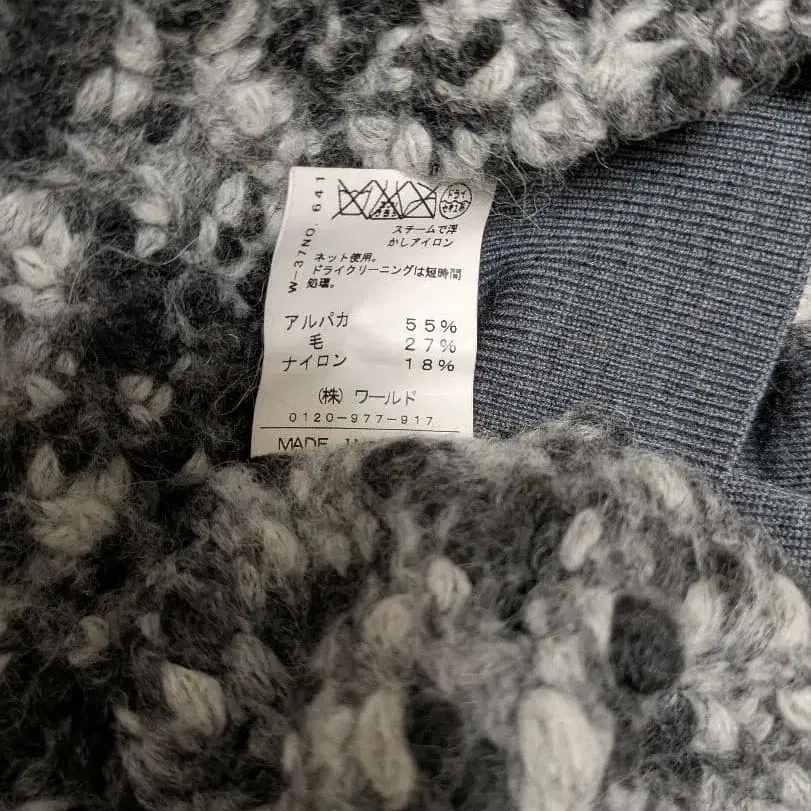 W-37NO. 641
ドライ
セキユ系
スチームで浮
かしアイロン
ネット使用。
ドライクリーニングは短時間
処理。
アルパカ 55%
毛 27%
ナイロン 18%
(株) ワールド
0120-977-917
MADE